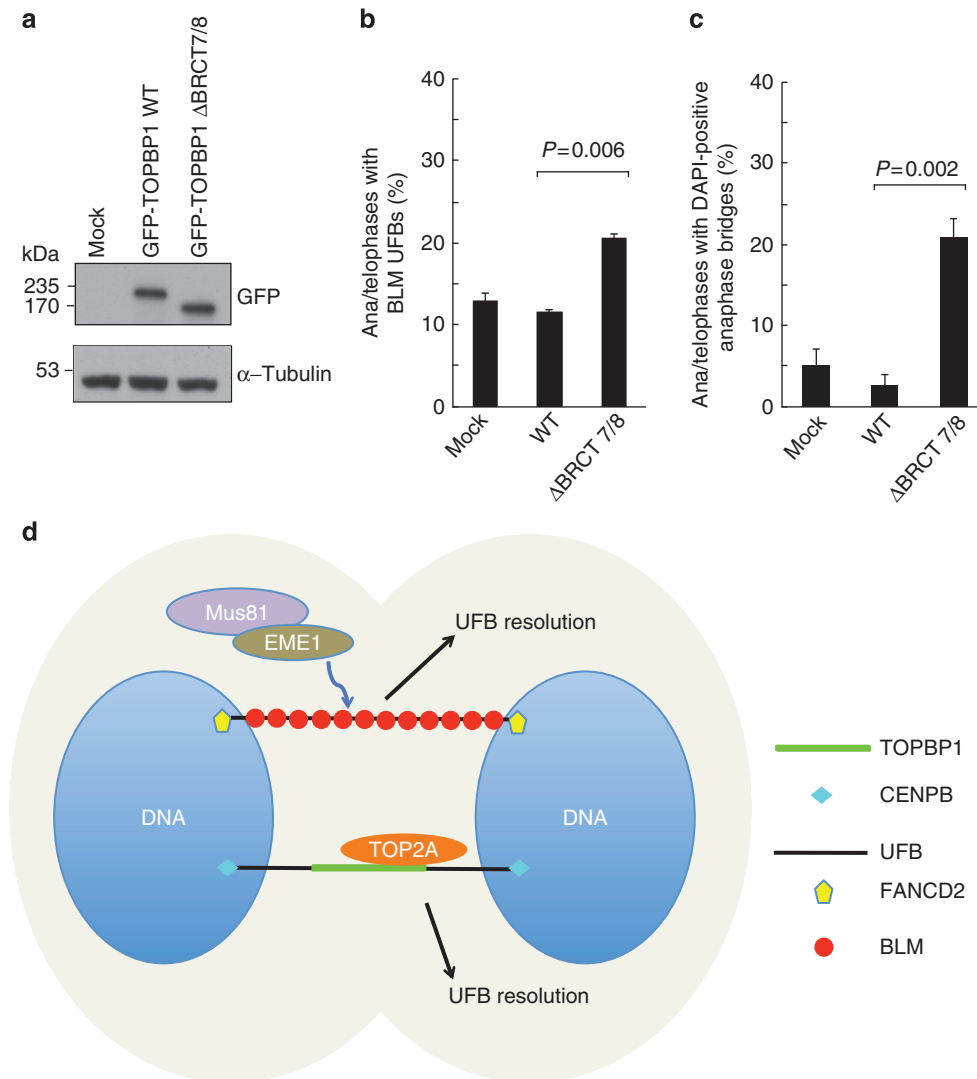 a
Mock
GFP-TOPBP1 WT
GFP-TOPBP1 ΔBRCT7/8
kDa
235
170
GFP
53
α–Tubulin
b
Ana/telophases with
BLM UFBs (%)
40
30
20
10
0
P=0.006
Mock
WT
ΔBRCT 7/8
c
Ana/telophases with DAPI-positive
anaphase bridges (%)
40
30
20
10
0
P=0.002
Mock
WT
ΔBRCT 7/8
d
Mus81
EME1
UFB resolution
DNA
DNA
TOP2A
UFB resolution
TOPBP1
CENPB
UFB
FANCD2
BLM